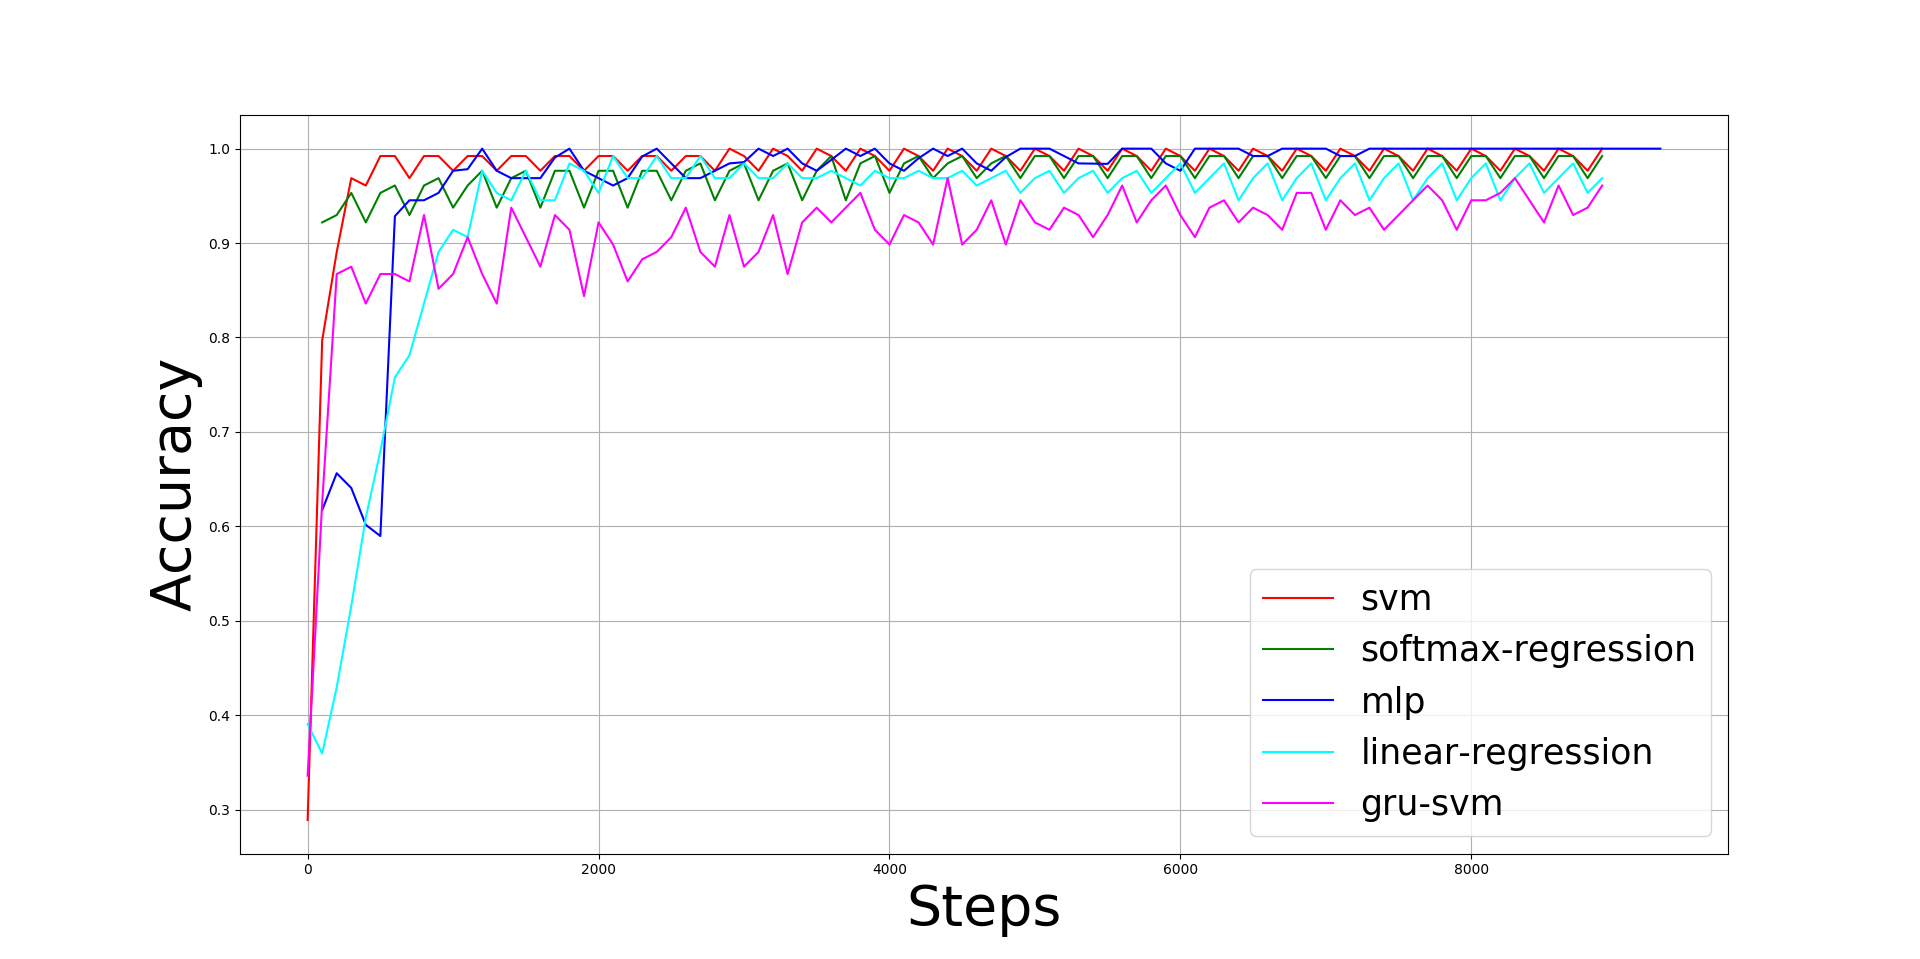 1.0
0.9
0.8
0.7
0.6
0.5
0.4
0.3
Accuracy
0 2000 4000 6000 8000
Steps
svm
softmax-regression
mlp
linear-regression
gru-svm